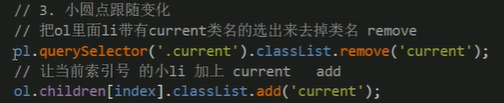 // 3. 小圆点跟随变化
// 把ol里面li带有current类名的选出来去掉类名 remove
pl.querySelector('.current').classList.remove('current');
// 让当前索引号 的小li 加上 current   add
ol.children[index].classList.add('current');